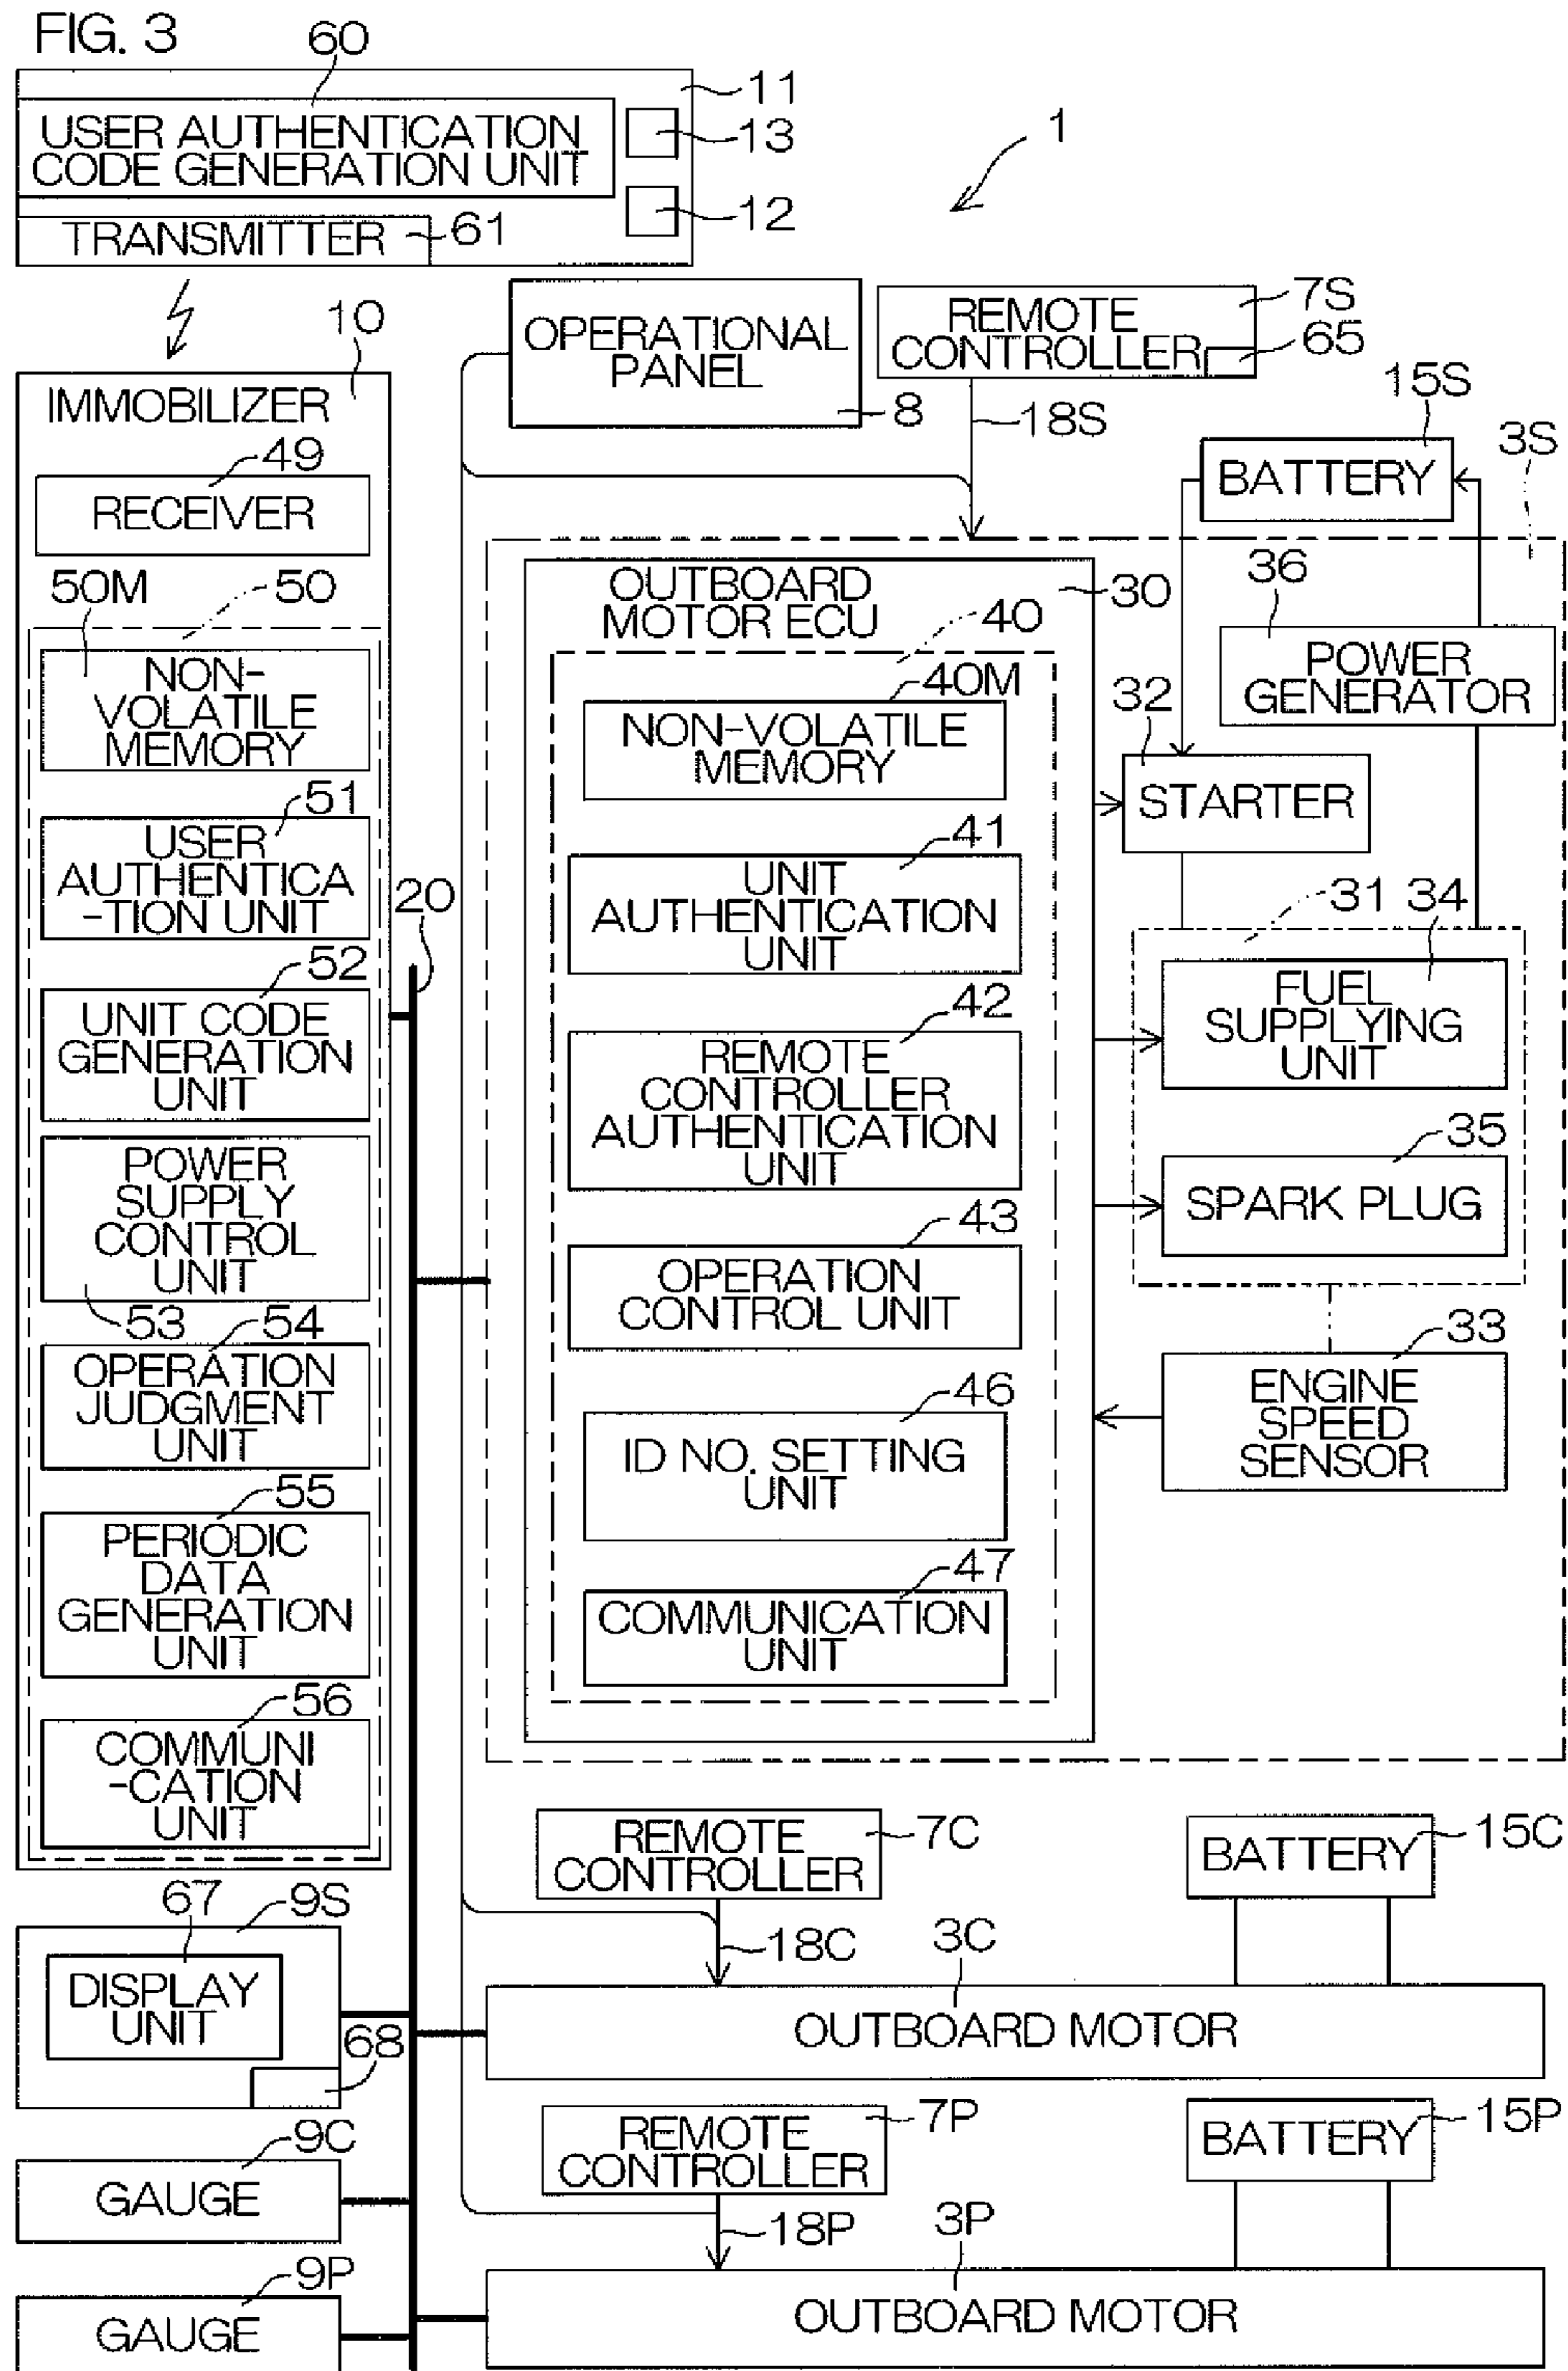 FIG. 3
60
11
USER AUTHENTICATION
CODE GENERATION UNIT
13
12
TRANSMITTER
61
1
10
IMMOBILIZER
OPERATIONAL
PANEL
8
REMOTE
CONTROLLER
7S
65
18S
15S
BATTERY
3S
49
RECEIVER
50M
50
NON-
VOLATILE
MEMORY
51
USER
AUTHENTICA
-TION UNIT
20
52
UNIT CODE
GENERATION
UNIT
POWER
SUPPLY
CONTROL
UNIT
53
54
OPERATION
JUDGMENT
UNIT
55
PERIODIC
DATA
GENERATION
UNIT
56
COMMUNI
-CATION
UNIT
OUTBOARD
MOTOR ECU
30
40
40M
NON-VOLATILE
MEMORY
41
UNIT
AUTHENTICATION
UNIT
42
REMOTE
CONTROLLER
AUTHENTICATION
UNIT
43
OPERATION
CONTROL UNIT
46
ID NO. SETTING
UNIT
47
COMMUNICATION
UNIT
36
POWER
GENERATOR
32
STARTER
31
34
FUEL
SUPPLYING
UNIT
35
SPARK PLUG
33
ENGINE
SPEED
SENSOR
67
9S
DISPLAY
UNIT
68
9C
GAUGE
9P
GAUGE
REMOTE
CONTROLLER
7C
18C
BATTERY
15C
3C
OUTBOARD MOTOR
REMOTE
CONTROLLER
7P
18P
BATTERY
15P
3P
OUTBOARD MOTOR